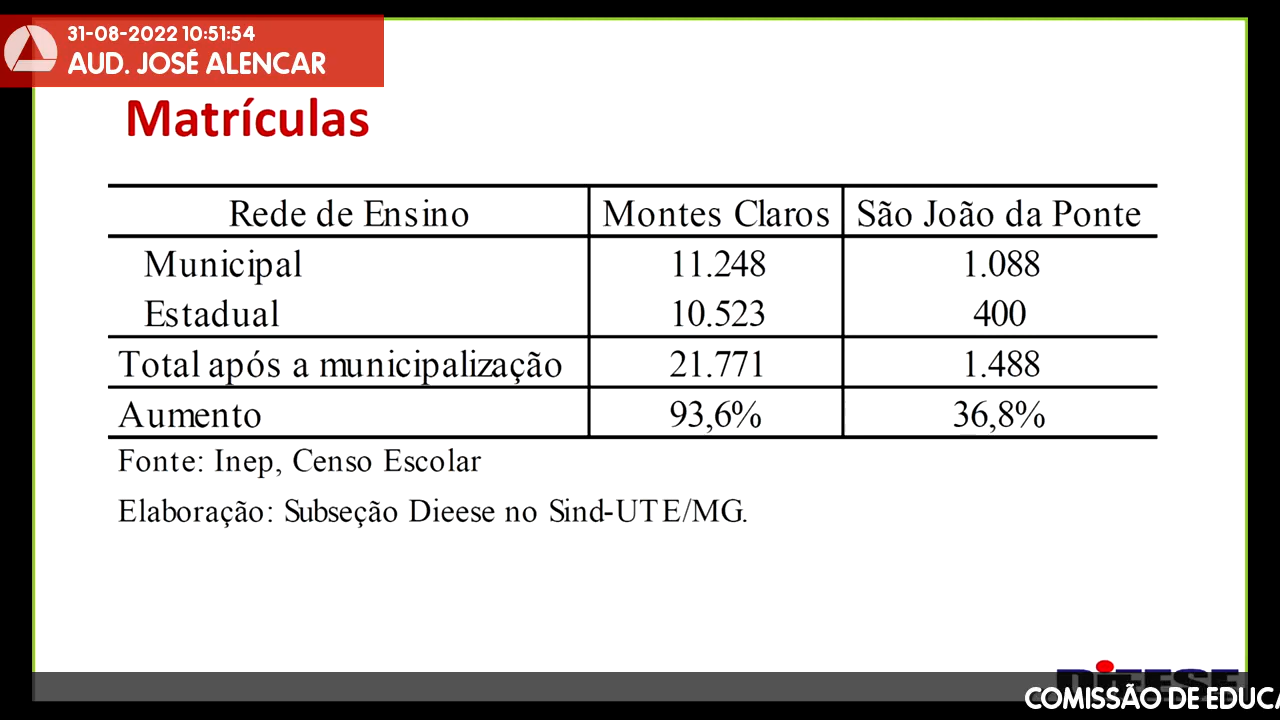 31-08-2022 10:51:54
AUD. JOSÉ ALENCAR
Matrículas
Rede de Ensino Montes Claros São João da Ponte
Municipal 11.248 1.088
Estadual 10.523 400
Total após a municipalização 21.771 1.488
Aumento 93,6% 36,8%
Fonte: Inep, Censo Escolar
Elaboração: Subseção Dieese no Sind-UTE/MG.
DIEESE
COMISSÃO DE EDUCA